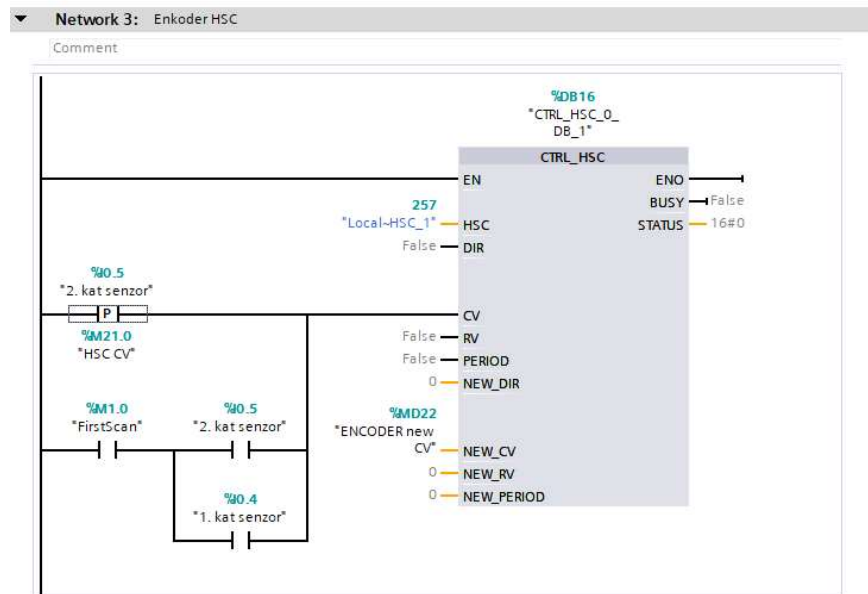 Network 3: Enkoder HSC
Comment
%DB16
"CTRL_HSC_0_
DB_1"
CTRL_HSC
EN ENO
BUSY False
257
"Local~HSC_1" HSC STATUS 16#0
False DIR
%I0.5
"2. kat senzor"
P
%M21.0
"HSC CV"
CV
False RV
False PERIOD
0 NEW_DIR
%M1.0
"FirstScan"
%I0.5
"2. kat senzor"
%MD22
"ENCODER new
CV" NEW_CV
0 NEW_RV
0 NEW_PERIOD
%I0.4
"1. kat senzor"